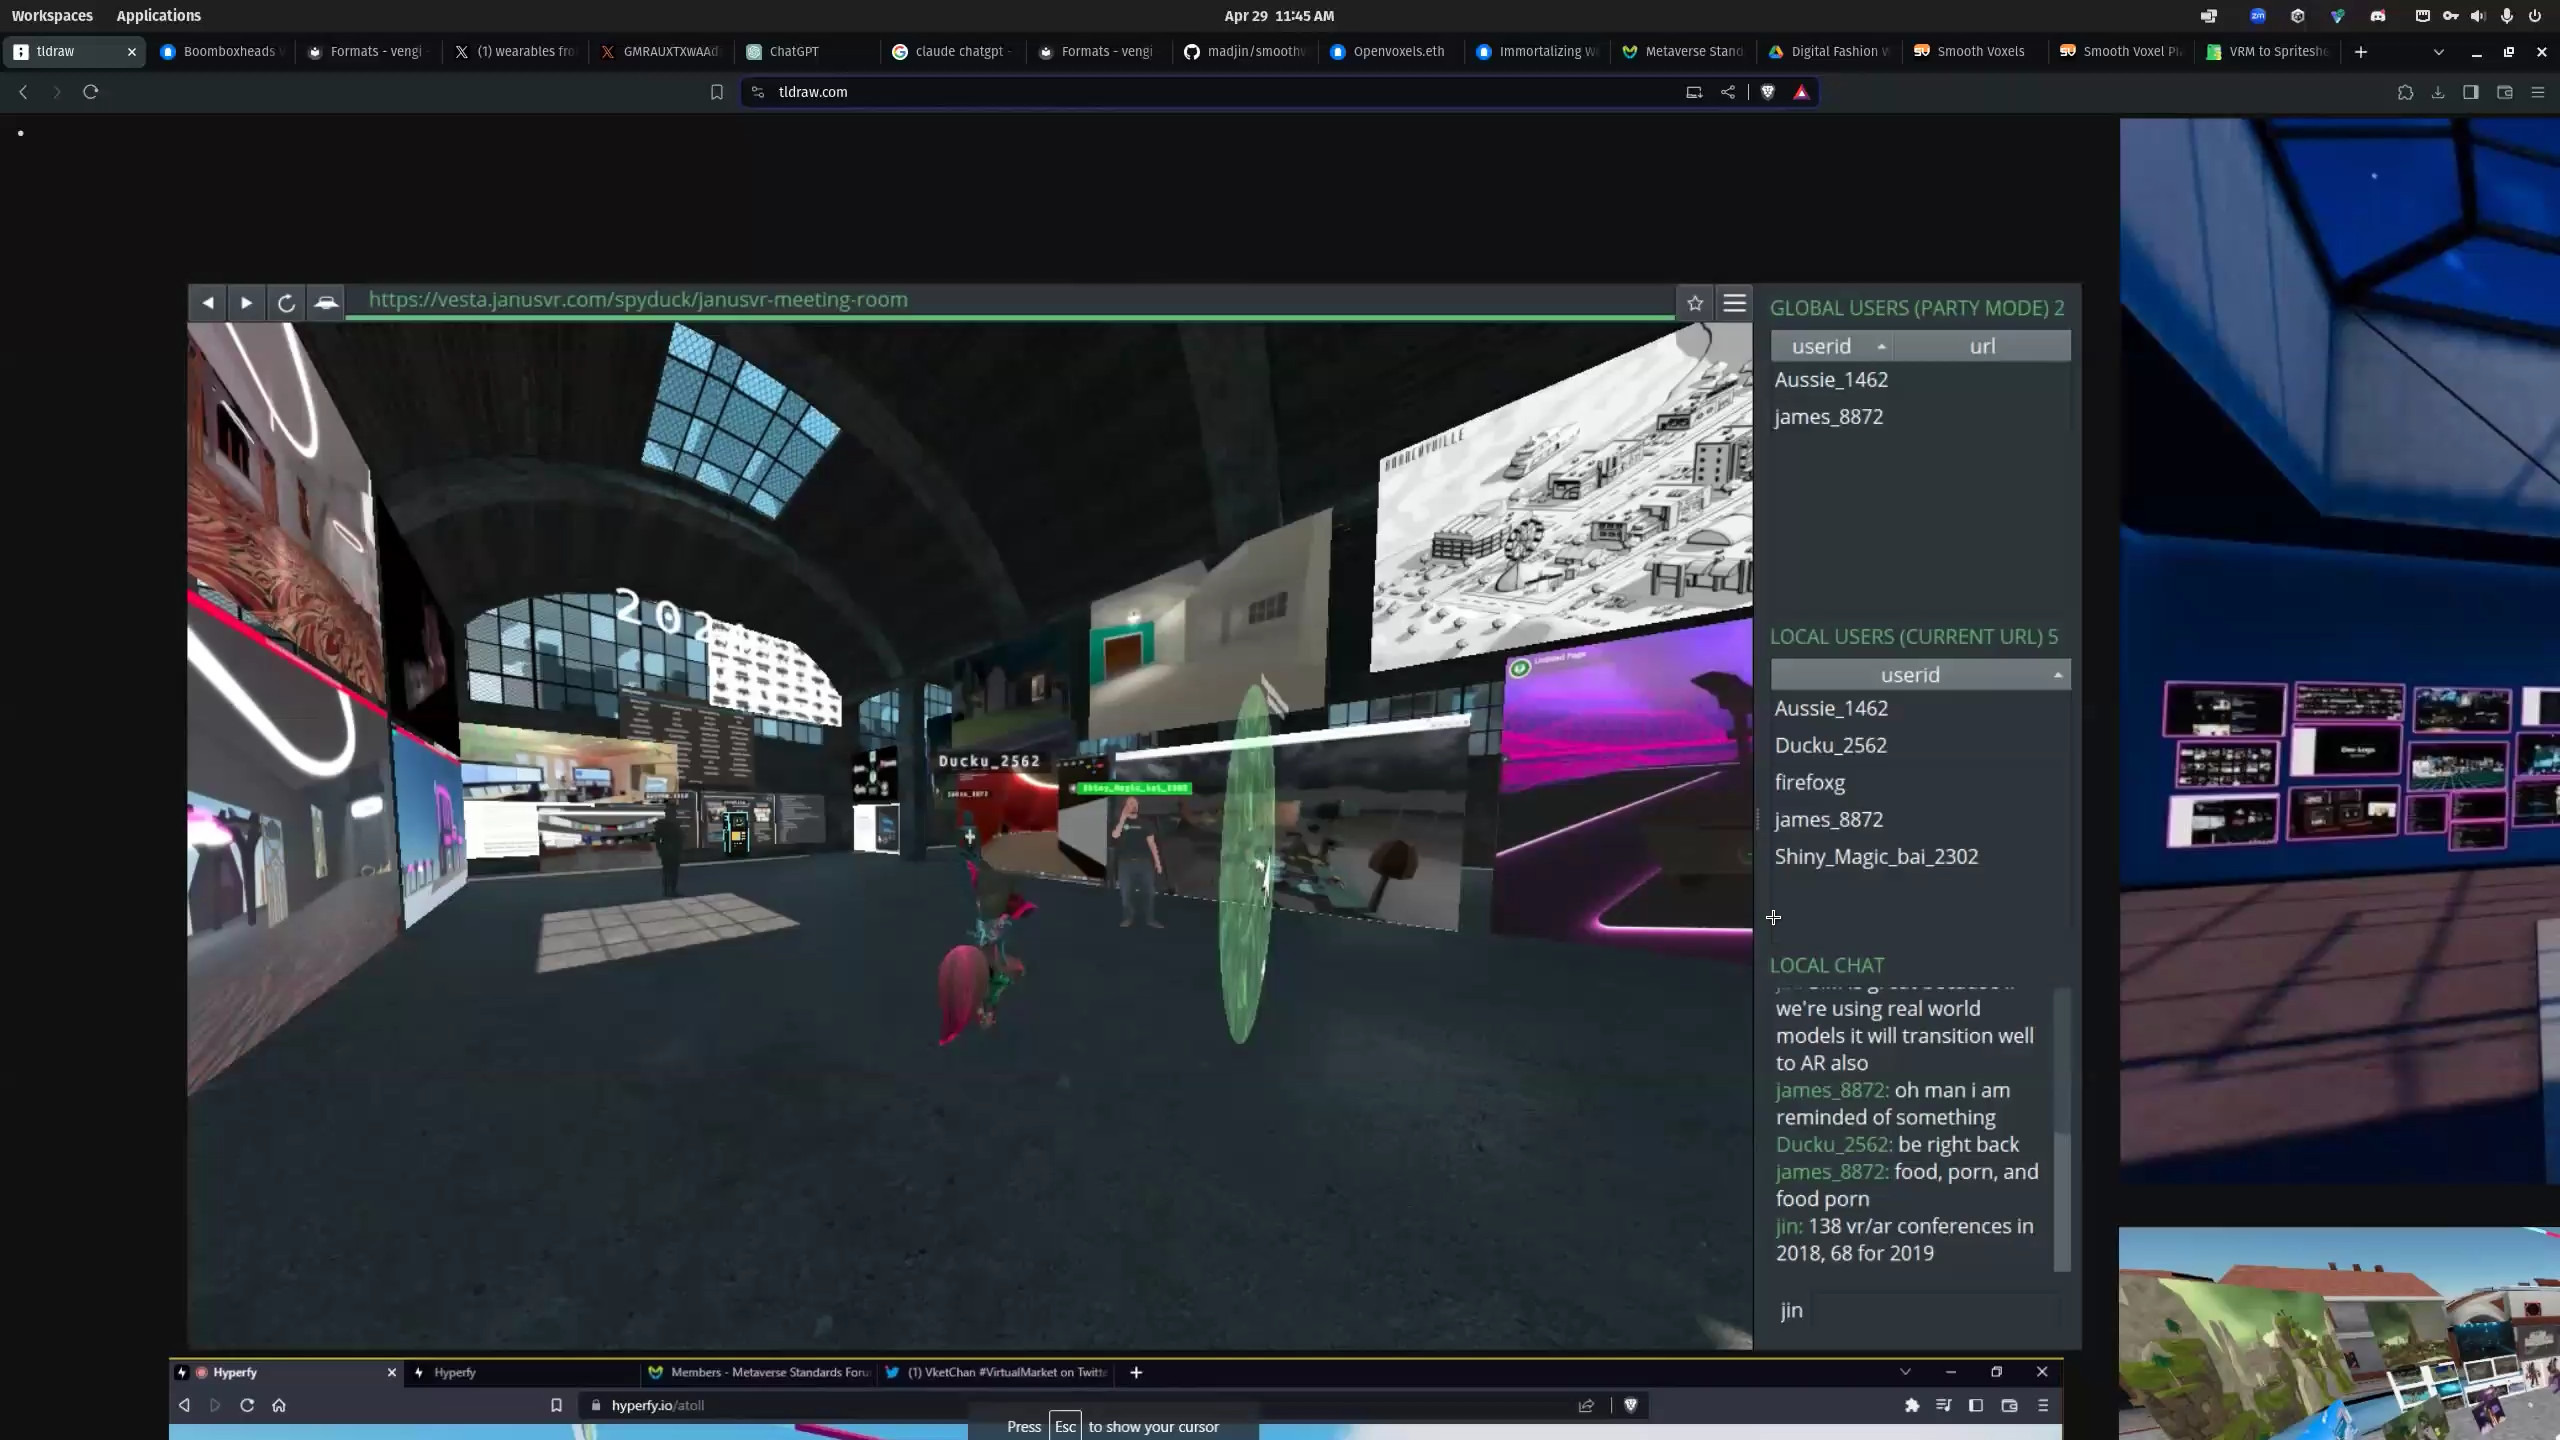 Workspaces Applications Apr 29 11:45 AM
tldraw Boomboxheads Formats - vengi (1) wearables fro GMRAUXTXwAAd ChatGPT claude chatgpt - Formats - vengi madjin/smoothv Openvoxels.eth Immortalizing W Metaverse Stand Digital Fashion Smooth Voxels Smooth Voxel Pl VRM to Spriteshe
tldraw.com
https://vesta.janusvr.com/spyduck/janusvr-meeting-room
GLOBAL USERS (PARTY MODE) 2
userid url
Aussie_1462
james_8872
LOCAL USERS (CURRENT URL) 5
userid
Aussie_1462
Ducku_2562
firefoxg
james_8872
Shiny_Magic_bai_2302
LOCAL CHAT
we're using real world
models it will transition well
to AR also
james_8872: oh man i am
reminded of something
Ducku_2562: be right back
james_8872: food, porn, and
food porn
jin: 138 vr/ar conferences in
2018, 68 for 2019
jin
Ducku_2562
Shiny_Magic_bai_2302
Hyperfy Hyperfy Members - Metaverse Standards Foru (1) VketChan #VirtualMarket on Twitte
hyperfy.io/atoll
Press Esc to show your cursor